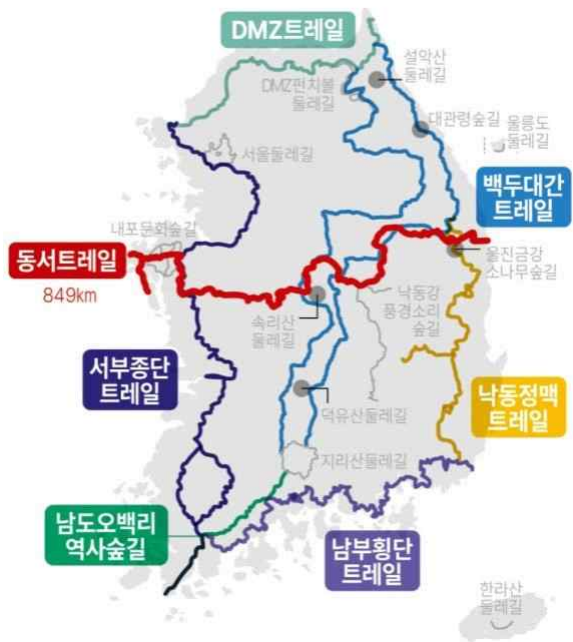 DMZ트레일
설악산
둘레길
DMZ펀치볼
둘레길
대관령숲길
울릉도
둘레길
서울둘레길
백두대간
트레일
내포문화숲길
동서트레일
849km
울진금강
소나무숲길
속리산
둘레길
낙동강
풍경소리
숲길
서부종단
트레일
낙동정맥
트레일
덕유산둘레길
지리산둘레길
남도오백리
역사숲길
남부횡단
트레일
한라산
둘레길